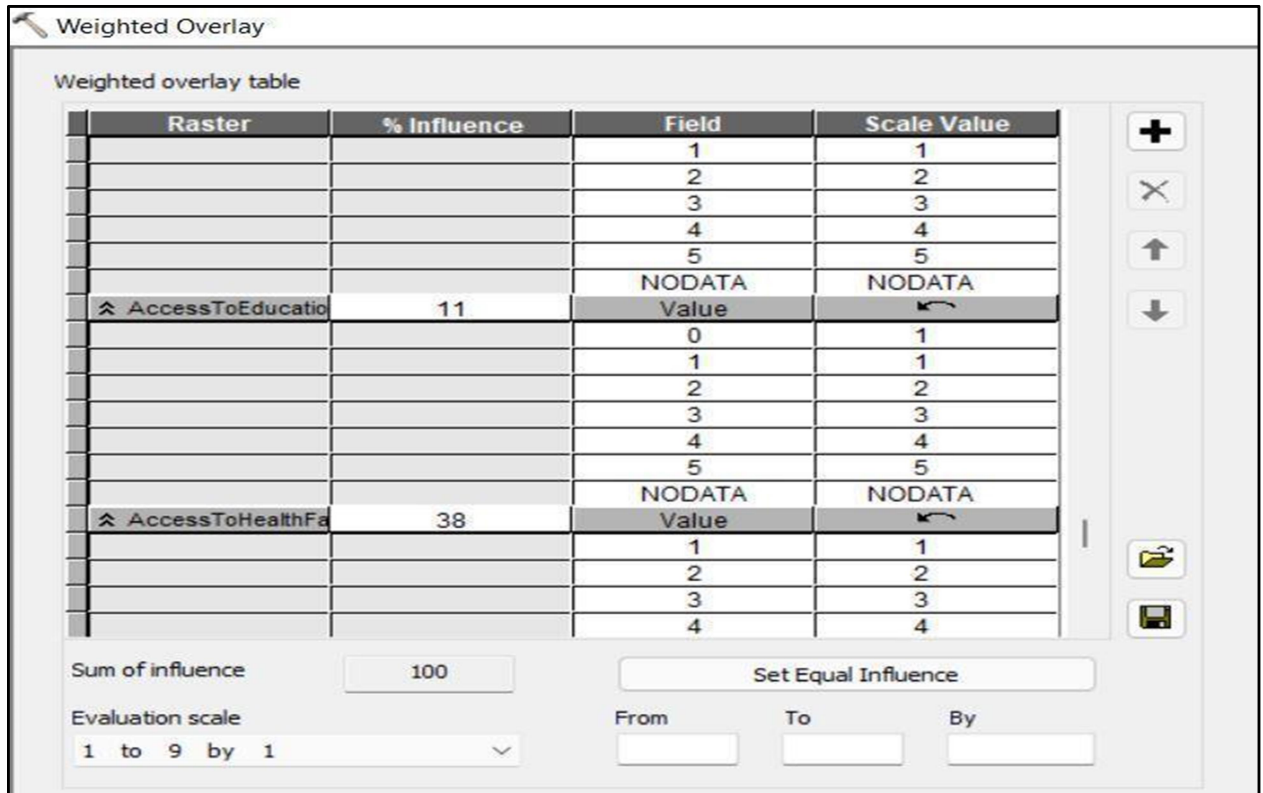 Weighted Overlay
Weighted overlay table
Raster % Influence Field Scale Value
1 1
2 2
3 3
4 4
5 5
NODATA NODATA
AccessToEducatio 11 Value
0 1
1 1
2 2
3 3
4 4
5 5
NODATA NODATA
AccessToHealthFa 38 Value
1 1
2 2
3 3
4 4
Sum of influence 100 Set Equal Influence
Evaluation scale From To By
1 to 9 by 1